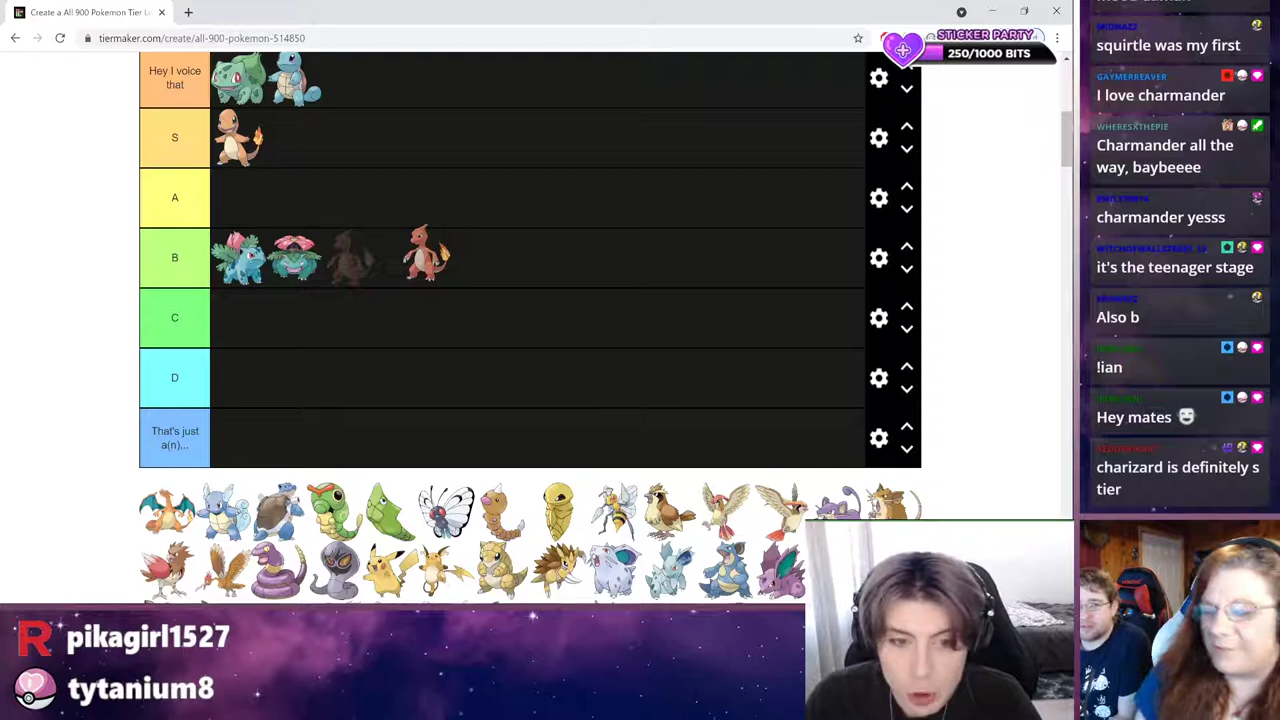 Create a All 900 Pokemon Tier L
tiermaker.com/create/all-900-pokemon-514850
STICKER PARTY
250/1000 BITS
Hey I voice
that
S
A
B
C
D
That's just
a(n)...
squirtle was my first
GAYMERREAVER
I love charmander
WHERESXTHEPIE
Charmander all the
way, baybeeee
charmander yesss
it's the teenager stage
Also b
!ian
Hey mates
charizard is definitely s
tier
R pikagirl1527
tytanium8